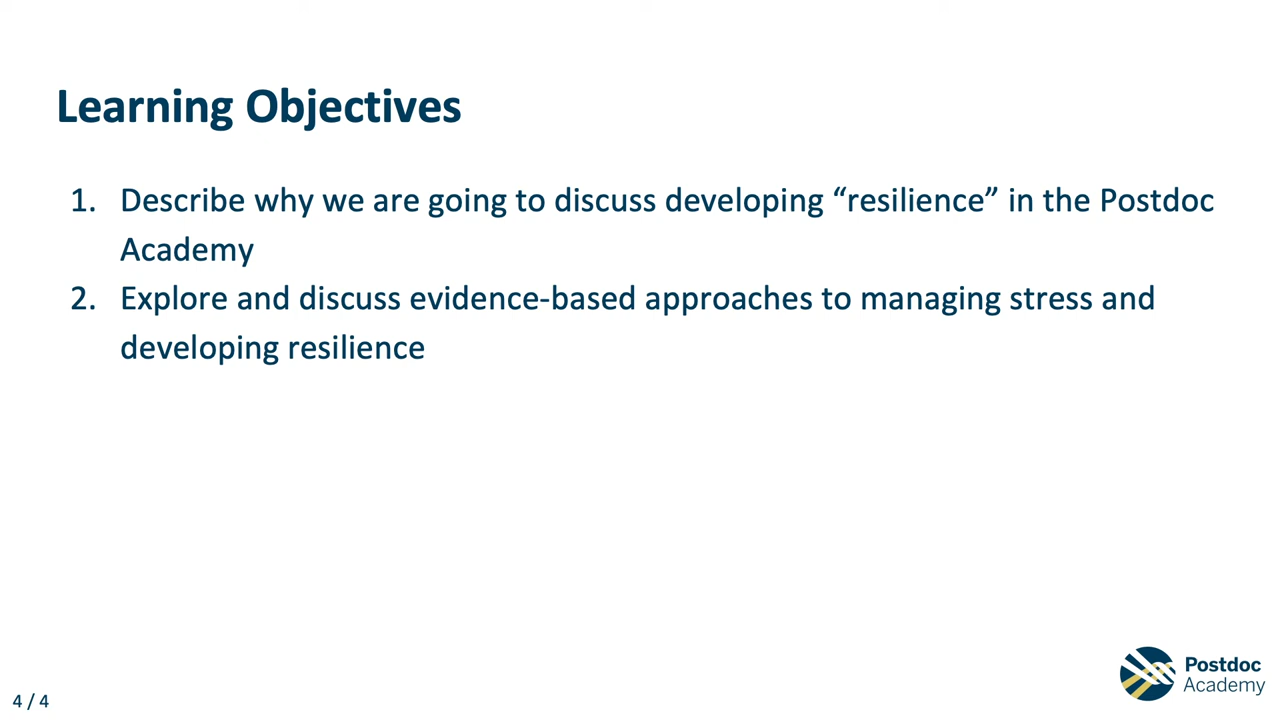 Learning Objectives
1. Describe why we are going to discuss developing “resilience” in the Postdoc
Academy
2. Explore and discuss evidence-based approaches to managing stress and
developing resilience
Postdoc
Academy
4 / 4